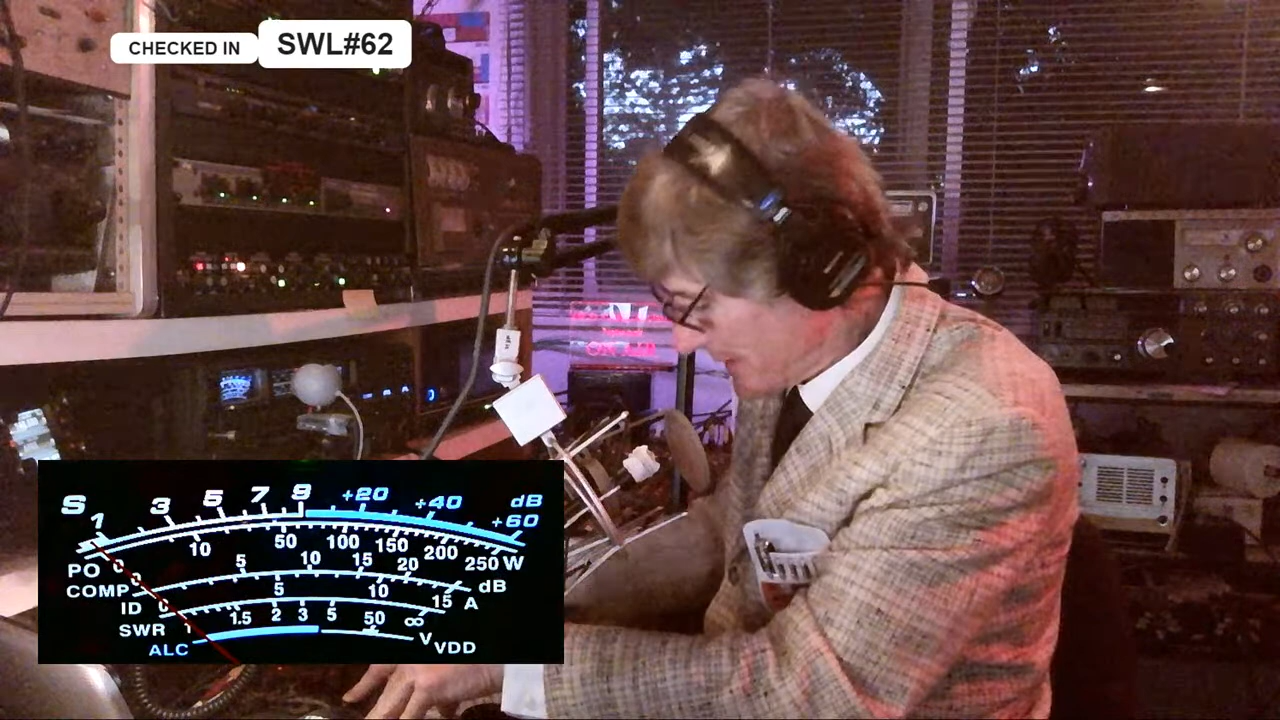 CHECKED IN SWL#62
S 1 3 5 7 9 +20 +40 +60 dB
PO 0 10 50 100 150 200 250 W
COMP 0 5 10 15 20 dB
ID 0 5 10 15 A
SWR 1 1.5 2 3 5 50 ∞
ALC V VDD